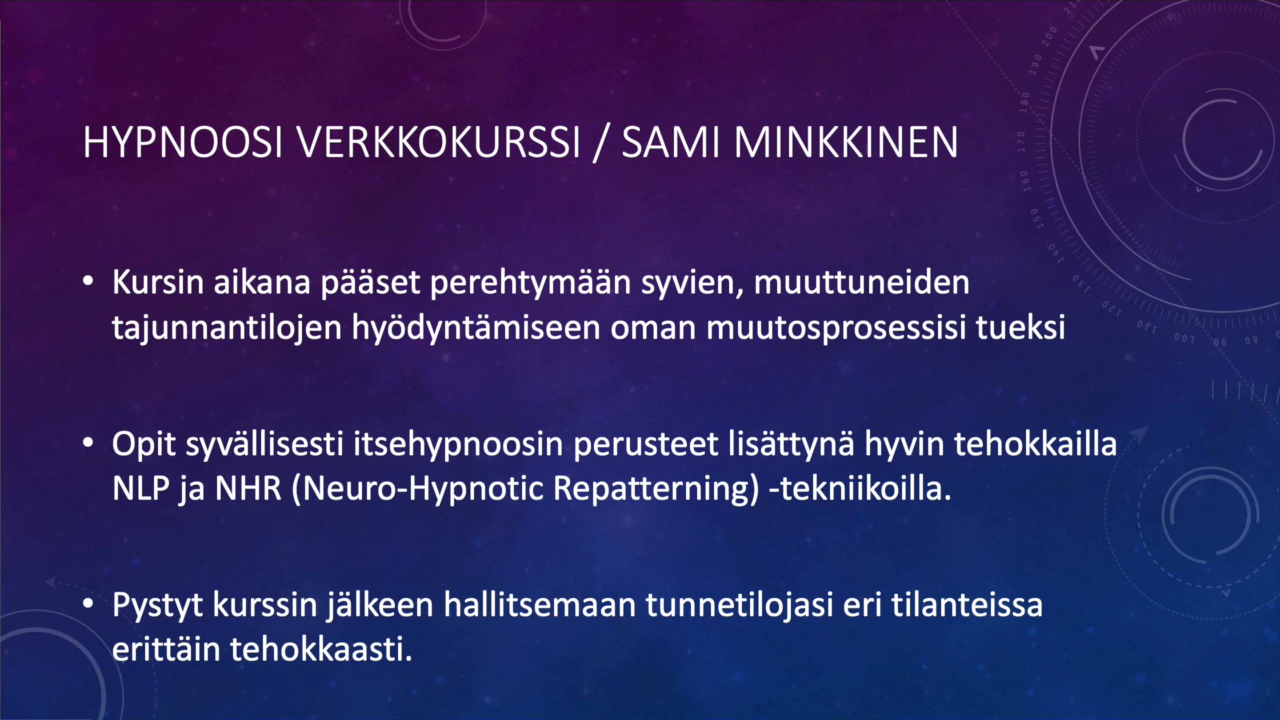 HYPNOOSI VERKKOKURSSI / SAMI MINKKINEN
• Kursin aikana pääset perehtymään syvien, muuttuneiden
tajunnantilojen hyödyntämiseen oman muutosprosessisi tueksi
• Opit syvällisesti itsehypnoosin perusteet lisättynä hyvin tehokkailla
NLP ja NHR (Neuro-Hypnotic Repatterning) -tekniikoilla.
• Pystyt kurssin jälkeen hallitsemaan tunnetilojasi eri tilanteissa
erittäin tehokkaasti.